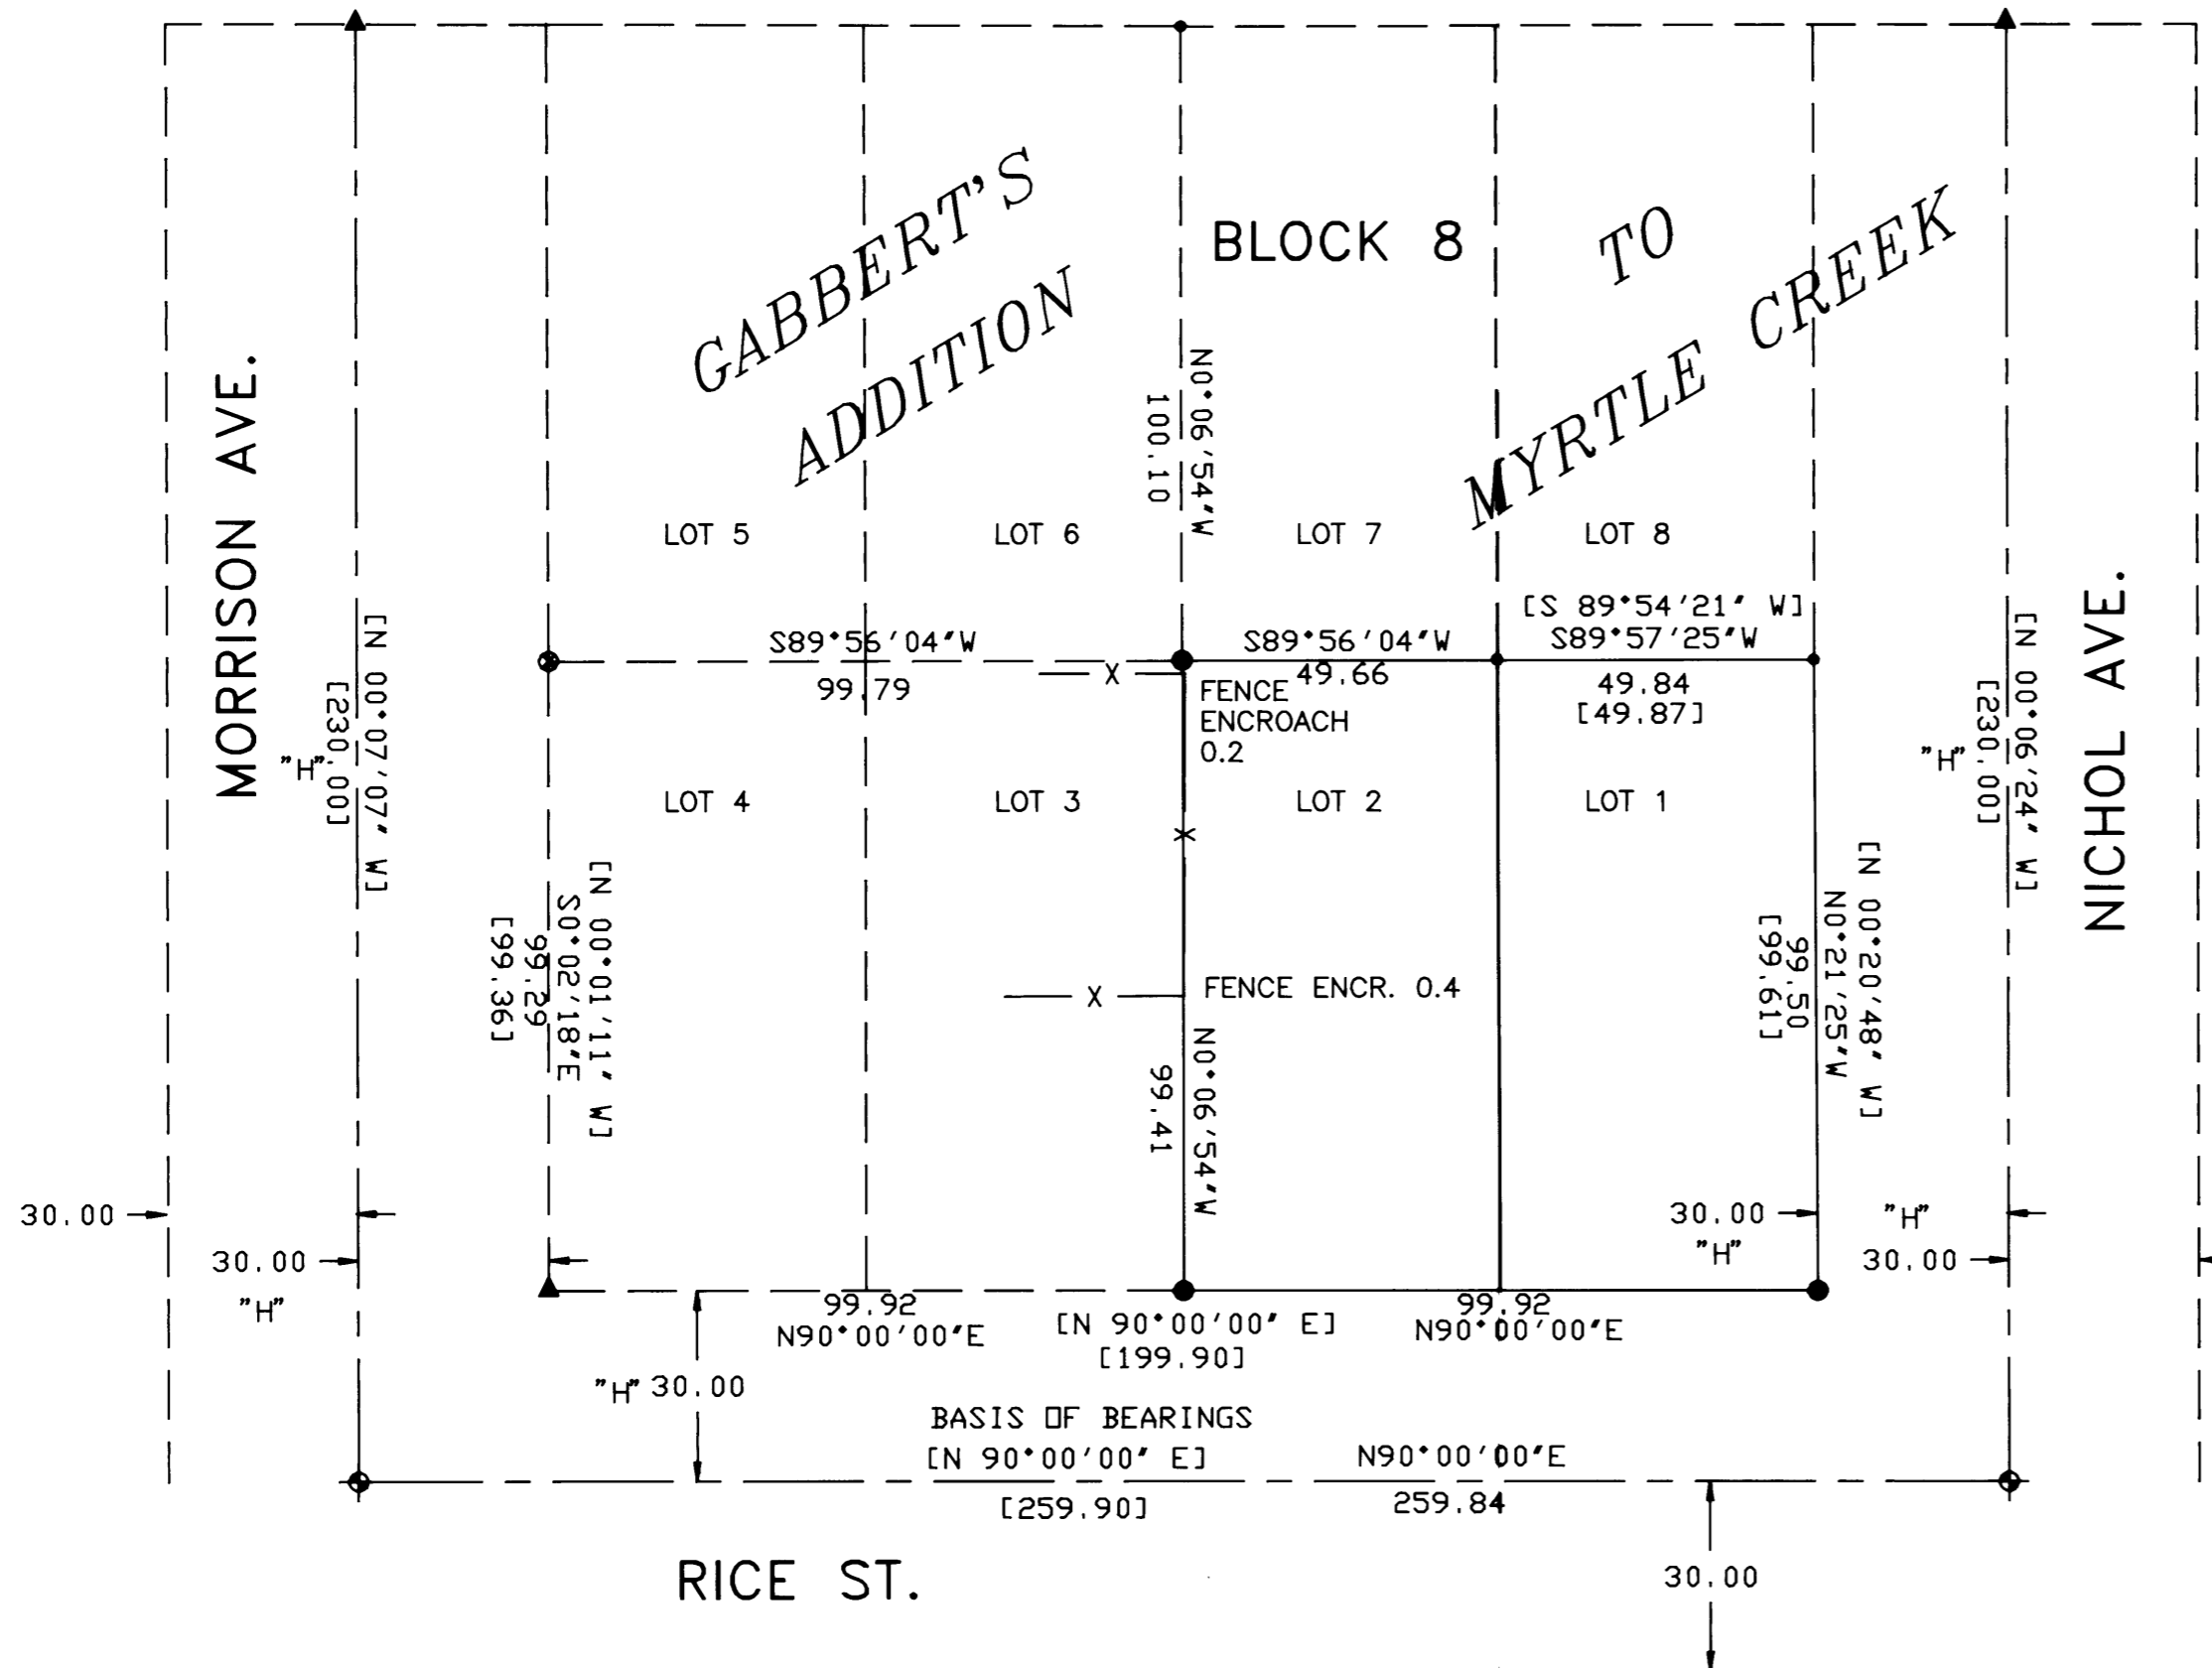 GABBERT'S
ADDITION
BLOCK 8
TO
MYRTLE CREEK
MORRISON AVE.
[N 00°07'07" W]
[230.00]
"H"
N0°06'54"W
100.10
NICHOL AVE.
[N 00°06'24" W]
[230.00]
"H"
LOT 5
LOT 6
LOT 7
LOT 8
S89°56'04"W
99.79
S89°56'04"W
49.66
[S 89°54'21" W]
S89°57'25"W
49.84
[49.87]
X
FENCE
ENCROACH
0.2
LOT 4
LOT 3
LOT 2
LOT 1
X
[N 00°01'11" W]
S0°02'18"E
99.29
[99.36]
X
FENCE ENCR. 0.4
N0°06'54"W
99.41
[N 00°20'48" W]
N0°21'25"W
99.50
[99.61]
30.00
30.00
"H"
30.00
"H"
"H"
30.00
99.92
N90°00'00"E
[N 90°00'00" E]
[199.90]
99.92
N90°00'00"E
"H" 30.00
BASIS OF BEARINGS
[N 90°00'00" E]
N90°00'00"E
[259.90]
259.84
RICE ST.
30.00